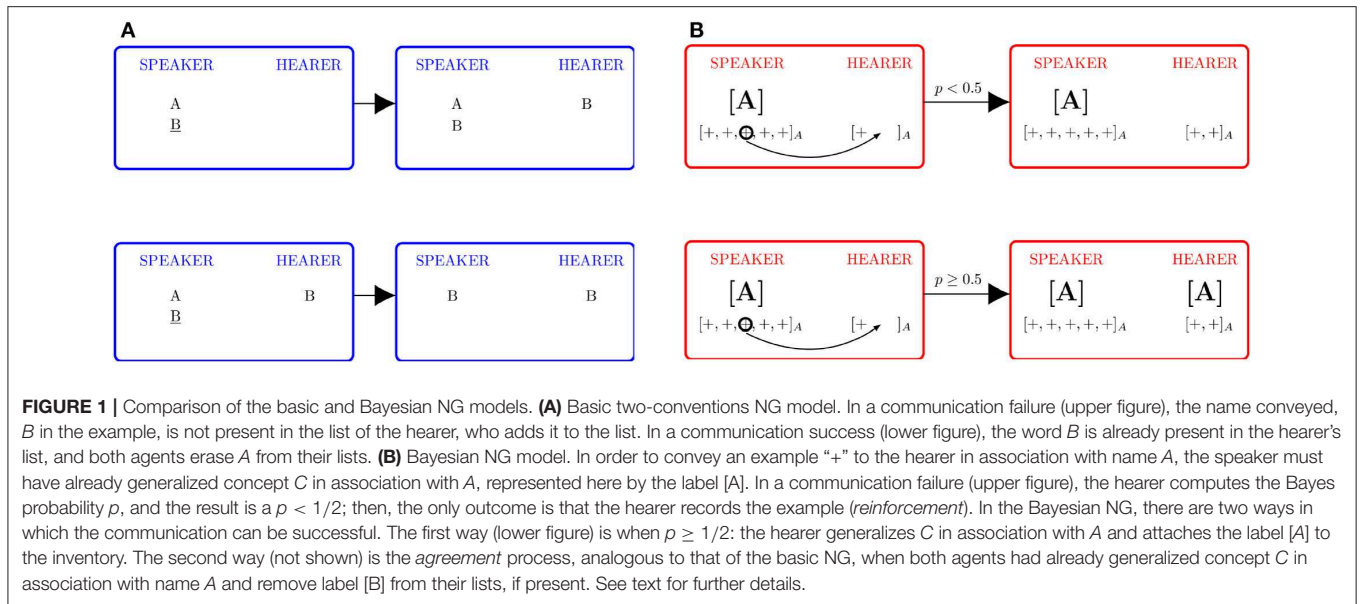 A
SPEAKER HEARER
A
B
SPEAKER HEARER
A B
B
SPEAKER HEARER
A B
B
SPEAKER HEARER
B B
B
SPEAKER HEARER
[A]
[+, +, +, +, +]A [+ ]A
p < 0.5
SPEAKER HEARER
[A]
[+, +, +, +, +]A [+, +]A
SPEAKER HEARER
[A]
[+, +, +, +, +]A [+ ]A
p ≥ 0.5
SPEAKER HEARER
[A] [A]
[+, +, +, +, +]A [+, +]A
FIGURE 1 | Comparison of the basic and Bayesian NG models. (A) Basic two-conventions NG model. In a communication failure (upper figure), the name conveyed,
B in the example, is not present in the list of the hearer, who adds it to the list. In a communication success (lower figure), the word B is already present in the hearer's
list, and both agents erase A from their lists. (B) Bayesian NG model. In order to convey an example "+" to the hearer in association with name A, the speaker must
have already generalized concept C in association with A, represented here by the label [A]. In a communication failure (upper figure), the hearer computes the Bayes
probability p, and the result is a p < 1/2; then, the only outcome is that the hearer records the example (reinforcement). In the Bayesian NG, there are two ways in
which the communication can be successful. The first way (lower figure) is when p ≥ 1/2: the hearer generalizes C in association with A and attaches the label [A] to
the inventory. The second way (not shown) is the agreement process, analogous to that of the basic NG, when both agents had already generalized concept C in
association with name A and remove label [B] from their lists, if present. See text for further details.